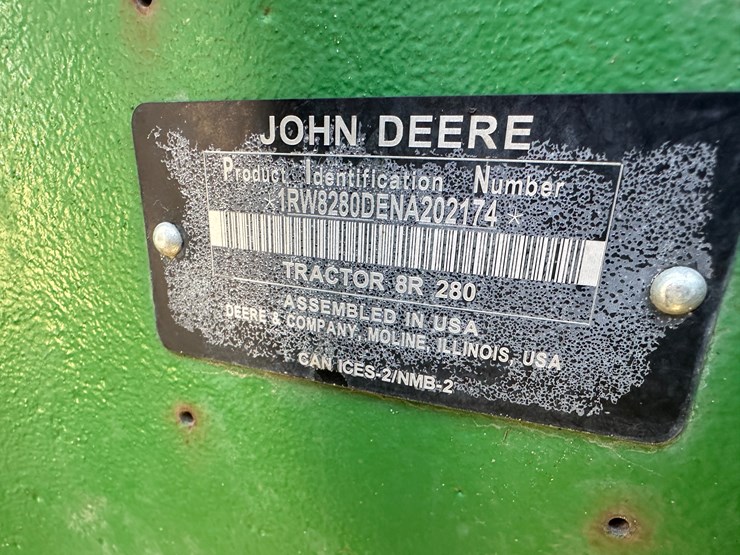 JOHN DEERE
Product Identification Number
*1RW8280DENA202174*
TRACTOR 8R 280
ASSEMBLED IN USA
DEERE & COMPANY, MOLINE, ILLINOIS, USA
CAN ICES-2/NMB-2